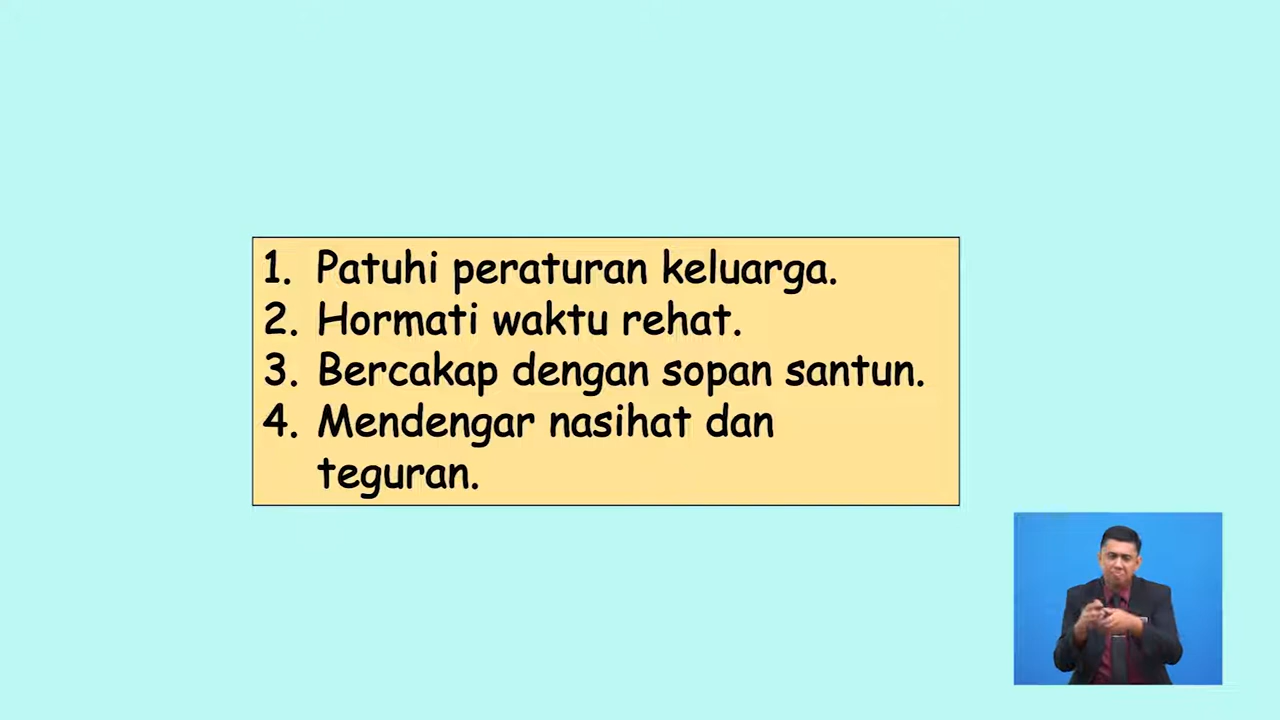 1. Patuhi peraturan keluarga.
2. Hormati waktu rehat.
3. Bercakap dengan sopan santun.
4. Mendengar nasihat dan
teguran.